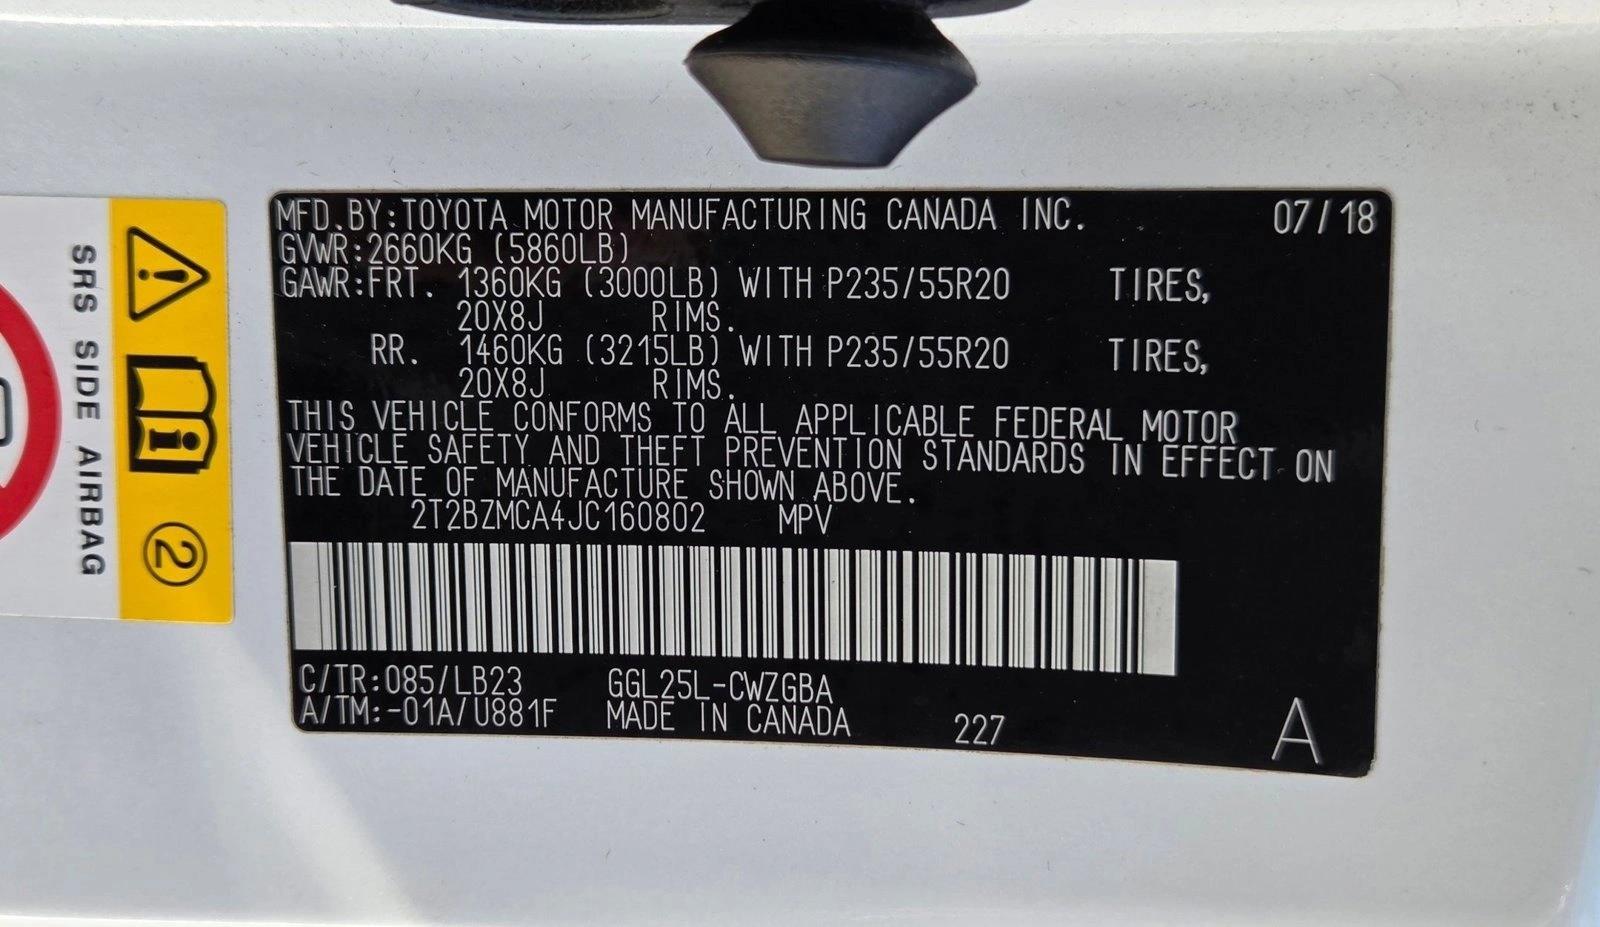 MFD.BY:TOYOTA MOTOR MANUFACTURING CANADA INC. 07/18
GVWR:2660KG (5860LB)
GAWR:FRT. 1360KG (3000LB) WITH P235/55R20 TIRES,
20X8J RIMS.
RR. 1460KG (3215LB) WITH P235/55R20 TIRES,
20X8J RIMS.
THIS VEHICLE CONFORMS TO ALL APPLICABLE FEDERAL MOTOR
VEHICLE SAFETY AND THEFT PREVENTION STANDARDS IN EFFECT ON
THE DATE OF MANUFACTURE SHOWN ABOVE.
2T2BZMCA4JC160802 MPV
C/TR:085/LB23 GGL25L-CWZGBA
A/TM:-01A/U881F MADE IN CANADA 227 A
SRS SIDE AIRBAG
2